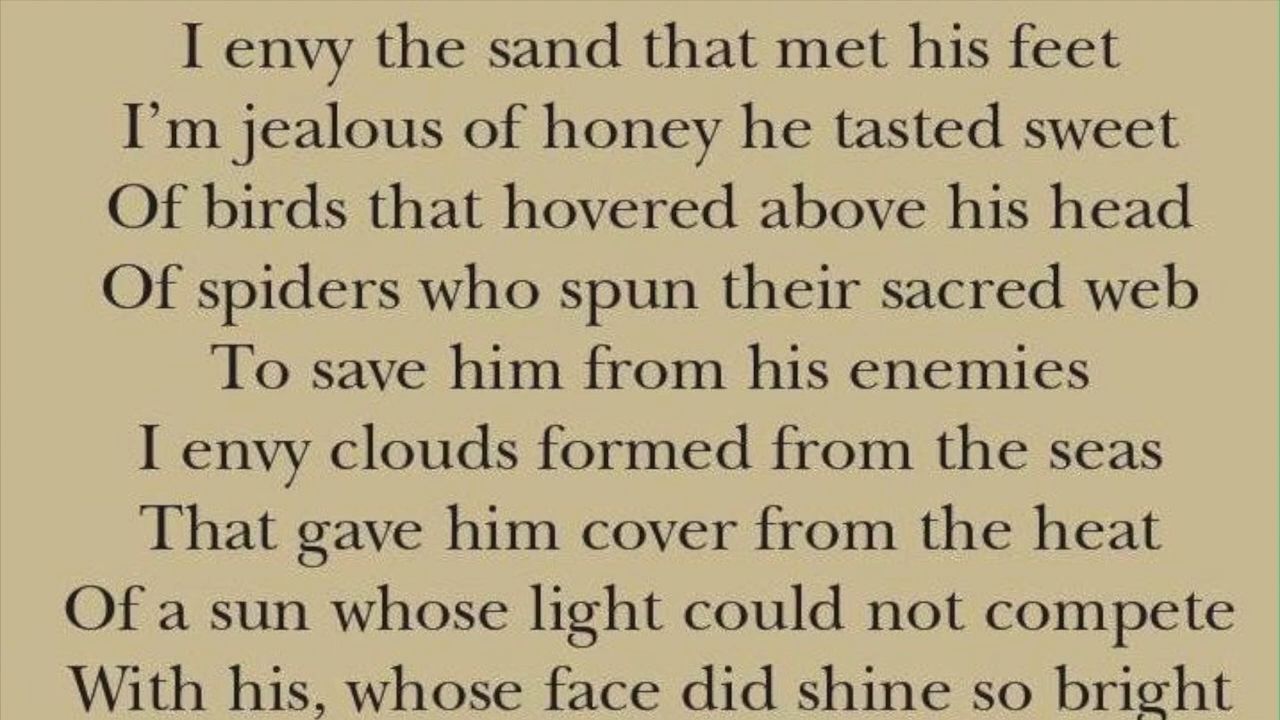 I envy the sand that met his feet
I’m jealous of honey he tasted sweet
Of birds that hovered above his head
Of spiders who spun their sacred web
To save him from his enemies
I envy clouds formed from the seas
That gave him cover from the heat
Of a sun whose light could not compete
With his, whose face did shine so bright